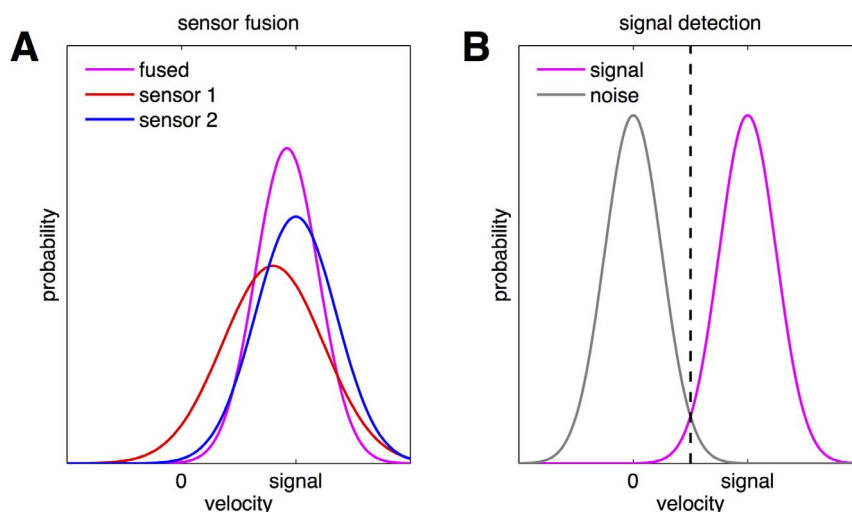 A
sensor fusion
fused
sensor 1
sensor 2
probability
0
signal
velocity
B
signal detection
signal
noise
probability
0
signal
velocity